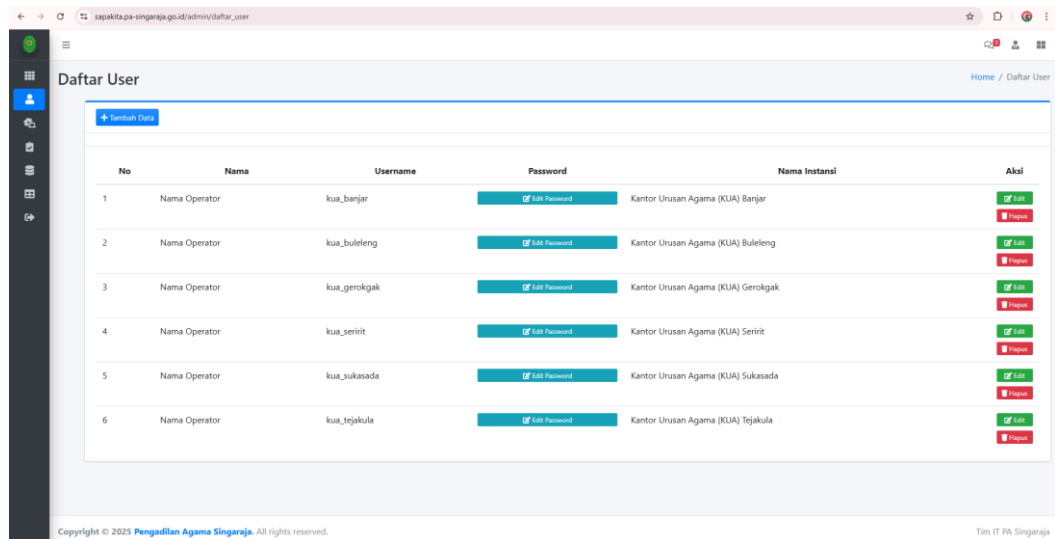 sapakita.pa-singaraja.go.id/admin/daftar_user
Daftar User
Home / Daftar User
Tambah Data
No Nama Username Password Nama Instansi Aksi
1 Nama Operator kua_banjar Edit Password Kantor Urusan Agama (KUA) Banjar Edit
Hapus
2 Nama Operator kua_buleleng Edit Password Kantor Urusan Agama (KUA) Buleleng Edit
Hapus
3 Nama Operator kua_gerokgak Edit Password Kantor Urusan Agama (KUA) Gerokgak Edit
Hapus
4 Nama Operator kua_seririt Edit Password Kantor Urusan Agama (KUA) Seririt Edit
Hapus
5 Nama Operator kua_sukasada Edit Password Kantor Urusan Agama (KUA) Sukasada Edit
Hapus
6 Nama Operator kua_tejakula Edit Password Kantor Urusan Agama (KUA) Tejakula Edit
Hapus
Copyright © 2025 Pengadilan Agama Singaraja. All rights reserved. Tim IT PA Singaraja